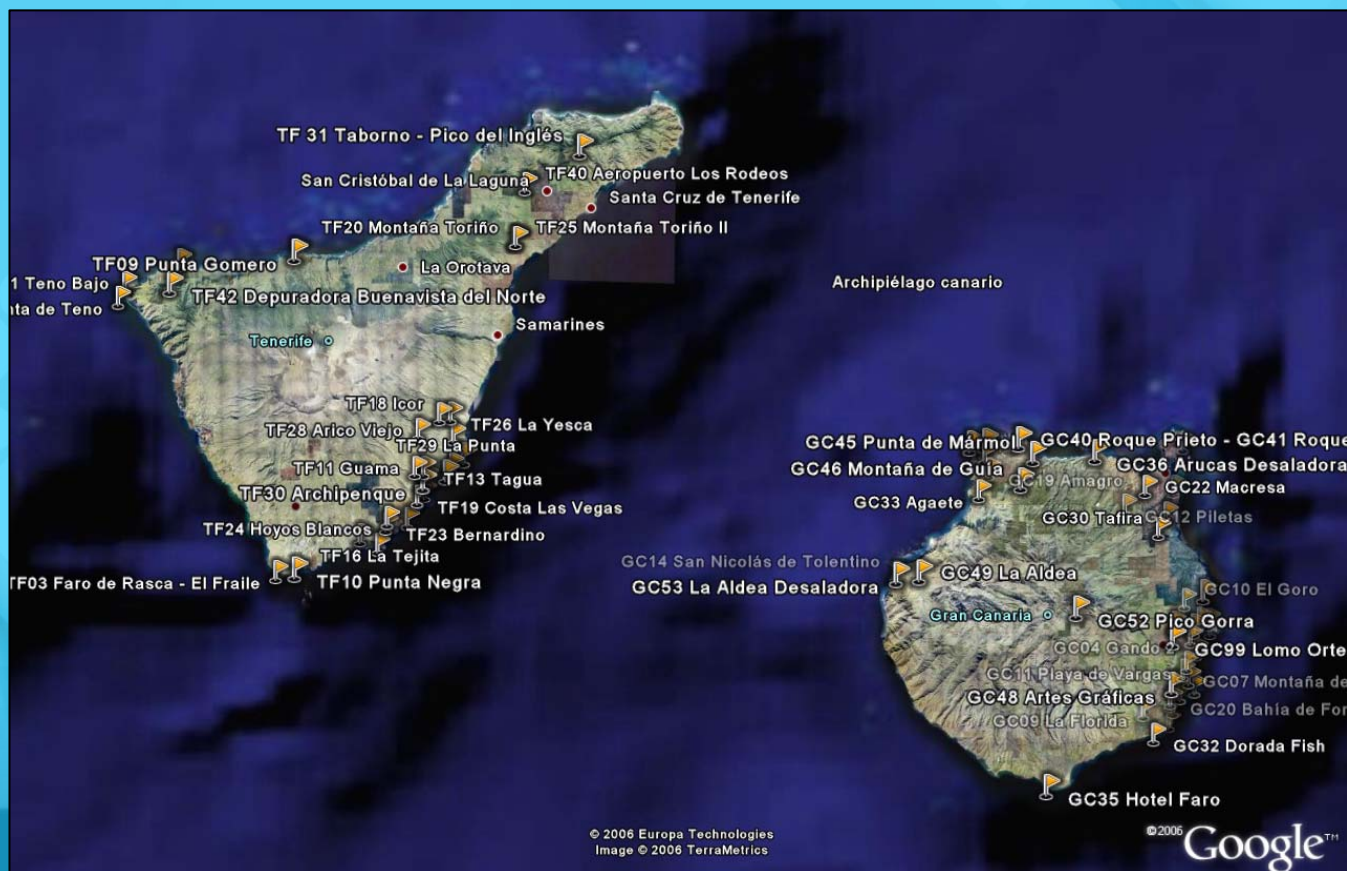 TF 31 Taborno - Pico del Inglés
TF40 Aeropuerto Los Rodeos
San Cristóbal de La Laguna
Santa Cruz de Tenerife
TF20 Montaña Toriño
TF25 Montaña Toriño II
TF09 Punta Gomero
La Orotava
1 Teno Bajo
TF42 Depuradora Buenavista del Norte
nta de Teno
Archipiélago canario
Samarines
Tenerife
TF18 Icor
TF26 La Yesca
TF28 Arico Viejo
TF29 La Punta
TF11 Guama
TF13 Tagua
TF30 Archipenque
TF19 Costa Las Vegas
TF24 Hoyos Blancos
TF23 Bernardino
TF16 La Tejita
TF03 Faro de Rasca - El Fraile
TF10 Punta Negra
GC45 Punta de Mármol
GC40 Roque Prieto - GC41 Roque
GC46 Montaña de Guía
GC36 Arucas Desaladora
GC19 Amagro
GC22 Macresa
GC33 Agaete
GC30 Tafira
GC12 Piletas
GC14 San Nicolás de Tolentino
GC49 La Aldea
GC53 La Aldea Desaladora
GC10 El Goro
Gran Canaria
GC52 Pico Gorra
GC04 Gando 2
GC99 Lomo Orte
GC11 Playa de Vargas
GC07 Montaña de
GC48 Artes Gráficas
GC20 Bahía de For
GC09 La Florida
GC32 Dorada Fish
GC35 Hotel Faro
© 2006 Europa Technologies
Image © 2006 TerraMetrics
©2006 Google™